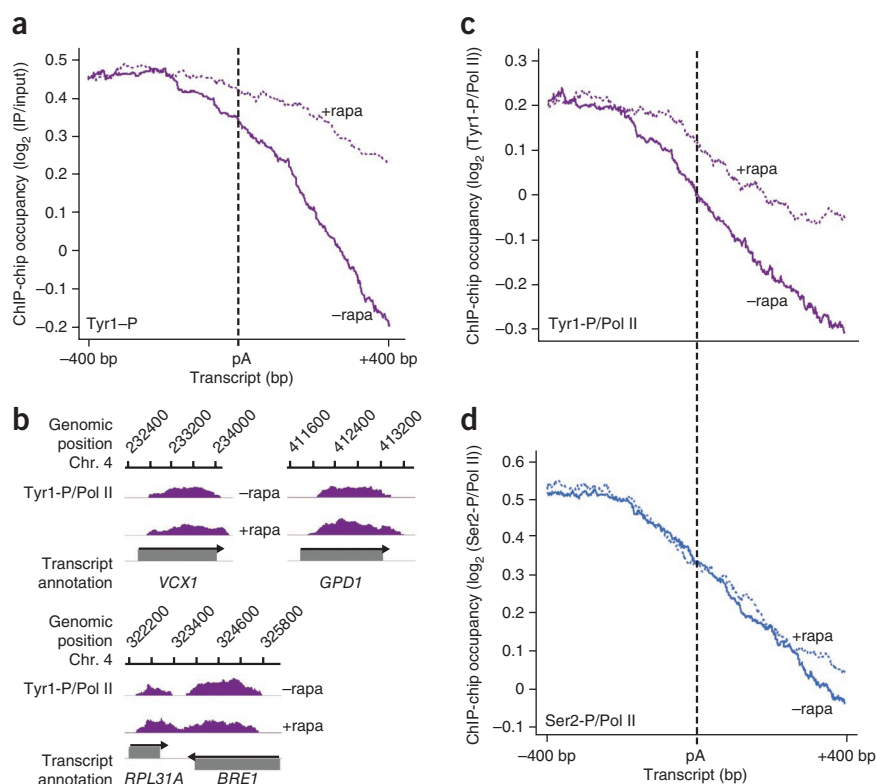 a
ChIP-chip occupancy (log2 (IP/input))
0.5
0.4
0.3
0.2
0.1
0
–0.1
–0.2
+rapa
–rapa
Tyr1–P
–400 bp
pA
+400 bp
Transcript (bp)
b
Genomic
position
Chr. 4
232400
233200
234000
411600
412400
413200
Tyr1-P/Pol II
–rapa
+rapa
Transcript
annotation
VCX1
GPD1
Genomic
position
Chr. 4
322200
323400
324600
325800
Tyr1-P/Pol II
–rapa
+rapa
Transcript
annotation
RPL31A
BRE1
c
ChIP-chip occupancy (log2 (Tyr1-P/Pol II))
0.3
0.2
0.1
0
–0.1
–0.2
–0.3
+rapa
–rapa
Tyr1-P/Pol II
d
ChIP-chip occupancy (log2 (Ser2-P/Pol II))
0.6
0.5
0.4
0.3
0.2
0.1
0
–0.1
+rapa
–rapa
Ser2-P/Pol II
–400 bp
pA
+400 bp
Transcript (bp)